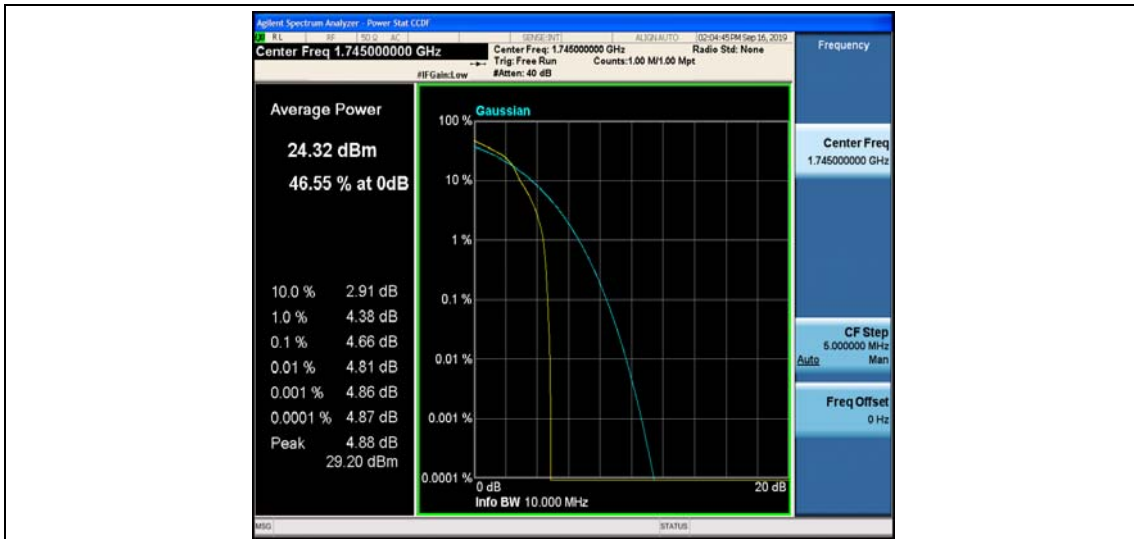 Agilent Spectrum Analyzer - Power Stat CCDF
RL RF 50 Ω AC SENSE:INT ALIGN AUTO 02:04:45 PM Sep 16, 2019
Center Freq 1.745000000 GHz
Center Freq: 1.745000000 GHz Radio Std: None
Trig: Free Run Counts:1.00 M/1.00 Mpt
#IFGain:Low #Atten: 40 dB
Frequency
Average Power
24.32 dBm
46.55 % at 0dB
10.0 % 2.91 dB
1.0 % 4.38 dB
0.1 % 4.66 dB
0.01 % 4.81 dB
0.001 % 4.86 dB
0.0001 % 4.87 dB
Peak 4.88 dB
29.20 dBm
Gaussian
100 %
10 %
1 %
0.1 %
0.01 %
0.001 %
0.0001 %
0 dB 20 dB
Info BW 10.000 MHz
Center Freq
1.745000000 GHz
CF Step
5.000000 MHz
Auto Man
Freq Offset
0 Hz
MSG STATUS